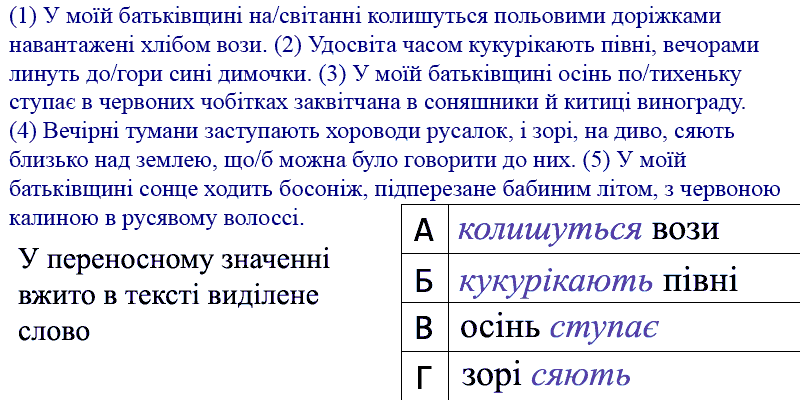 (1) У моїй батьківщині на/світанні колишуться польовими доріжками
навантажені хлібом вози. (2) Удосвіта часом кукурікають півні, вечорами
линуть до/гори сині димочки. (3) У моїй батьківщині осінь по/тихеньку
ступає в червоних чобітках заквітчана в соняшники й китиці винограду.
(4) Вечірні тумани заступають хороводи русалок, і зорі, на диво, сяють
близько над землею, що/б можна було говорити до них. (5) У моїй
батьківщині сонце ходить босоніж, підперезане бабиним літом, з червоною
калиною в русявому волоссі.
У переносному значенні
вжито в тексті виділене
слово
А колишуться вози
Б кукурікають півні
В осінь ступає
Г зорі сяють